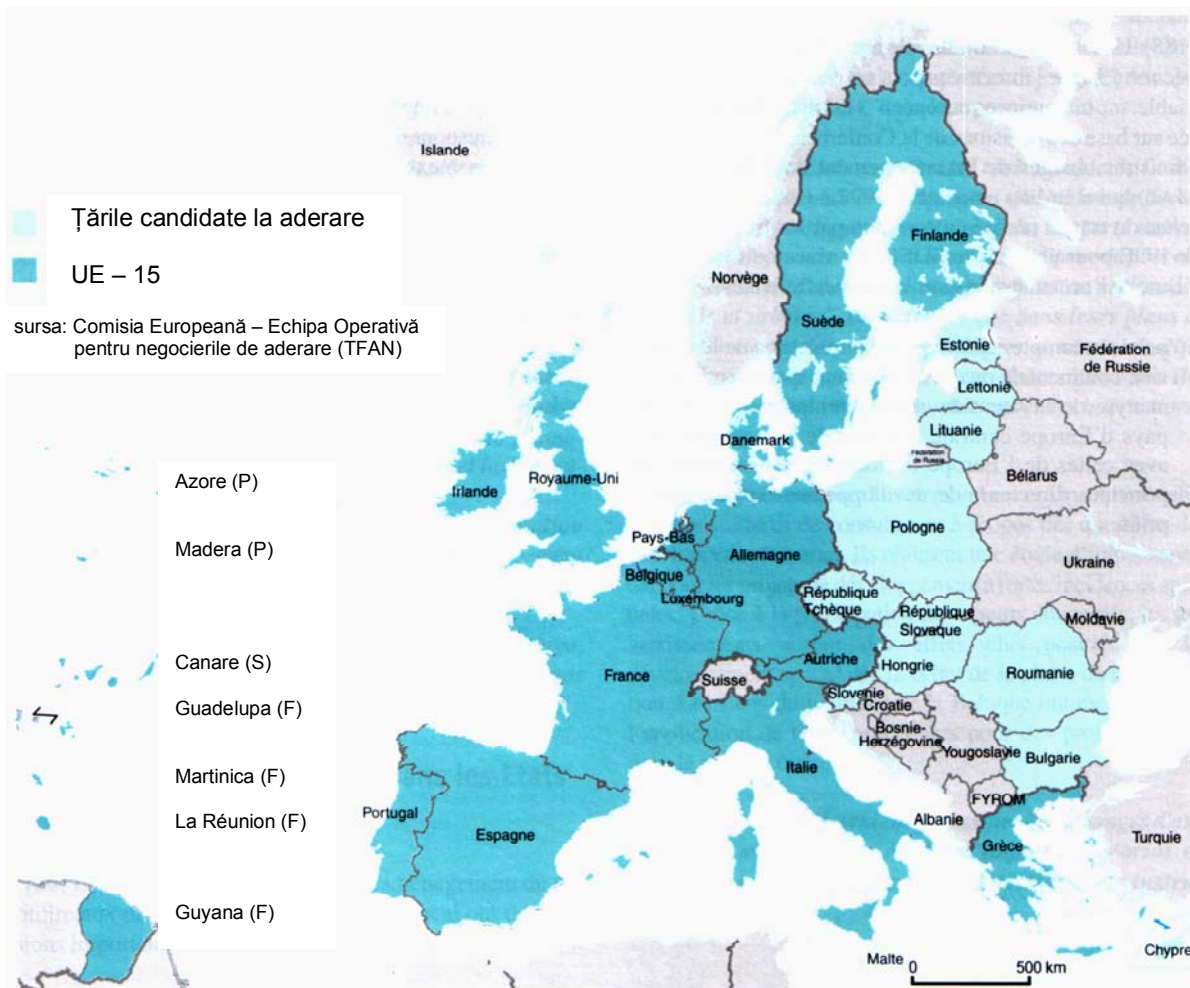 Islande
Țările candidate la aderare
UE – 15
sursa: Comisia Europeană – Echipa Operativă
pentru negocierile de aderare (TFAN)
Azore (P)
Madera (P)
Canare (S)
Guadelupa (F)
Martinica (F)
La Réunion (F)
Guyana (F)
Norvège
Suède
Finlande
Estonie
Lettonie
Lituanie
Fédération
de Russie
Fédération
de Russie
Danemark
Irlande
Royaume-Uni
Pays-Bas
Belgique
Luxembourg
Allemagne
Pologne
Bélarus
Ukraine
République
Tchèque
République
Slovaque
Moldavie
France
Suisse
Autriche
Hongrie
Roumanie
Slovenie
Croatie
Bosnie-
Herzégovine
Yougoslavie
Bulgarie
Italie
Portugal
Espagne
Albanie
FYROM
Grèce
Turquie
Malte
Chypre
0
500 km